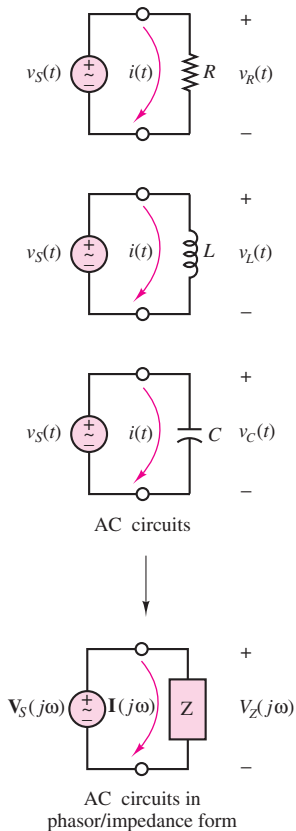 +
v_S(t) + ~ − i(t) R v_R(t)
−
+
v_S(t) + ~ − i(t) L v_L(t)
−
+
v_S(t) + ~ − i(t) C v_C(t)
−
AC circuits
+
V_S(jω) + ~ − I(jω) Z V_Z(jω)
−
AC circuits in
phasor/impedance form